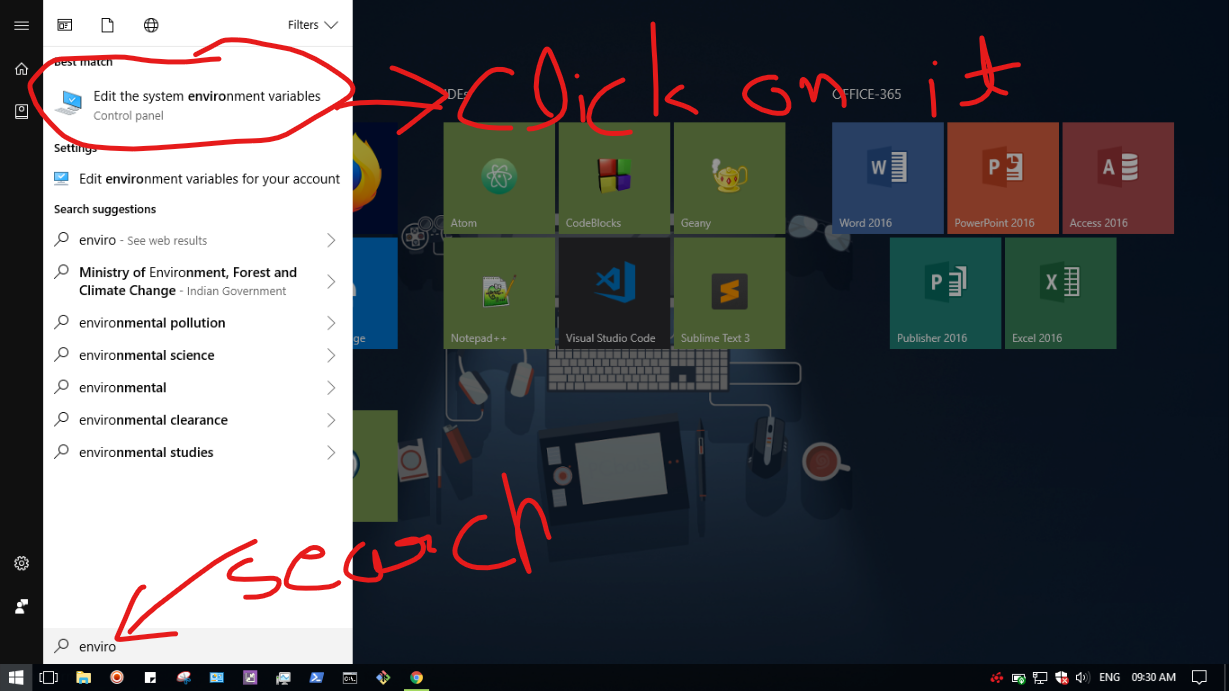 Filters
Best match
Edit the system environment variables
Control panel
Settings
Edit environment variables for your account
Search suggestions
enviro - See web results
Ministry of Environment, Forest and
Climate Change - Indian Government
environmental pollution
environmental science
environmental
environmental clearance
environmental studies
enviro
Click on it
search
IDEs
Atom
CodeBlocks
Geany
Notepad++
Visual Studio Code
Sublime Text 3
OFFICE-365
Word 2016
PowerPoint 2016
Access 2016
Publisher 2016
Excel 2016
ENG
09:30 AM